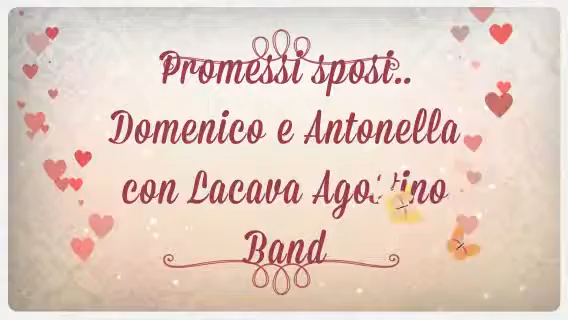 Promessi sposi..
Domenico e Antonella
con Lacava
Band